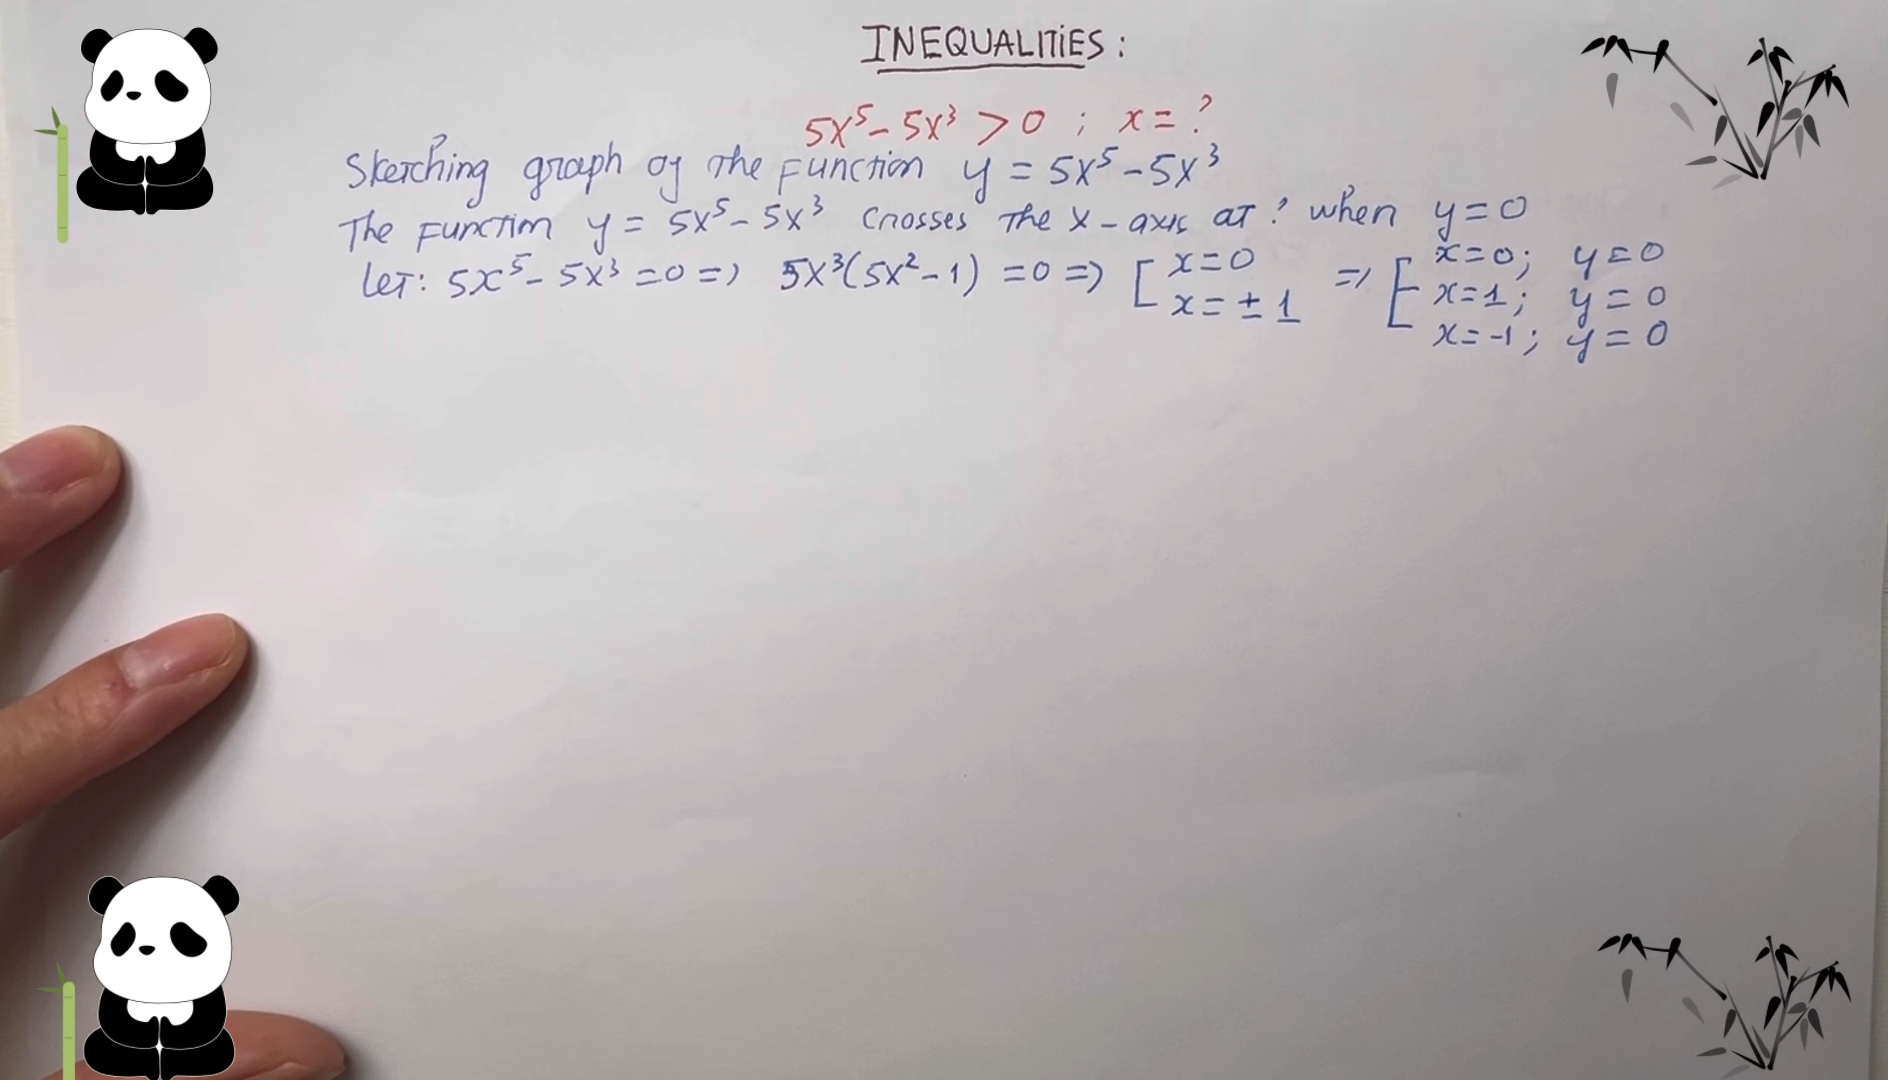 INEQUALITIES :
5x⁵ - 5x³ > 0 ; x = ?
Sketching graph of the function y = 5x⁵ - 5x³
The function y = 5x⁵ - 5x³ crosses the x-axis at ? when y = 0
Let: 5x⁵ - 5x³ = 0 => 5x³(5x² - 1) = 0 => [ x = 0 => [ x = 0; y = 0
x = ± 1 x = 1; y = 0
x = -1; y = 0